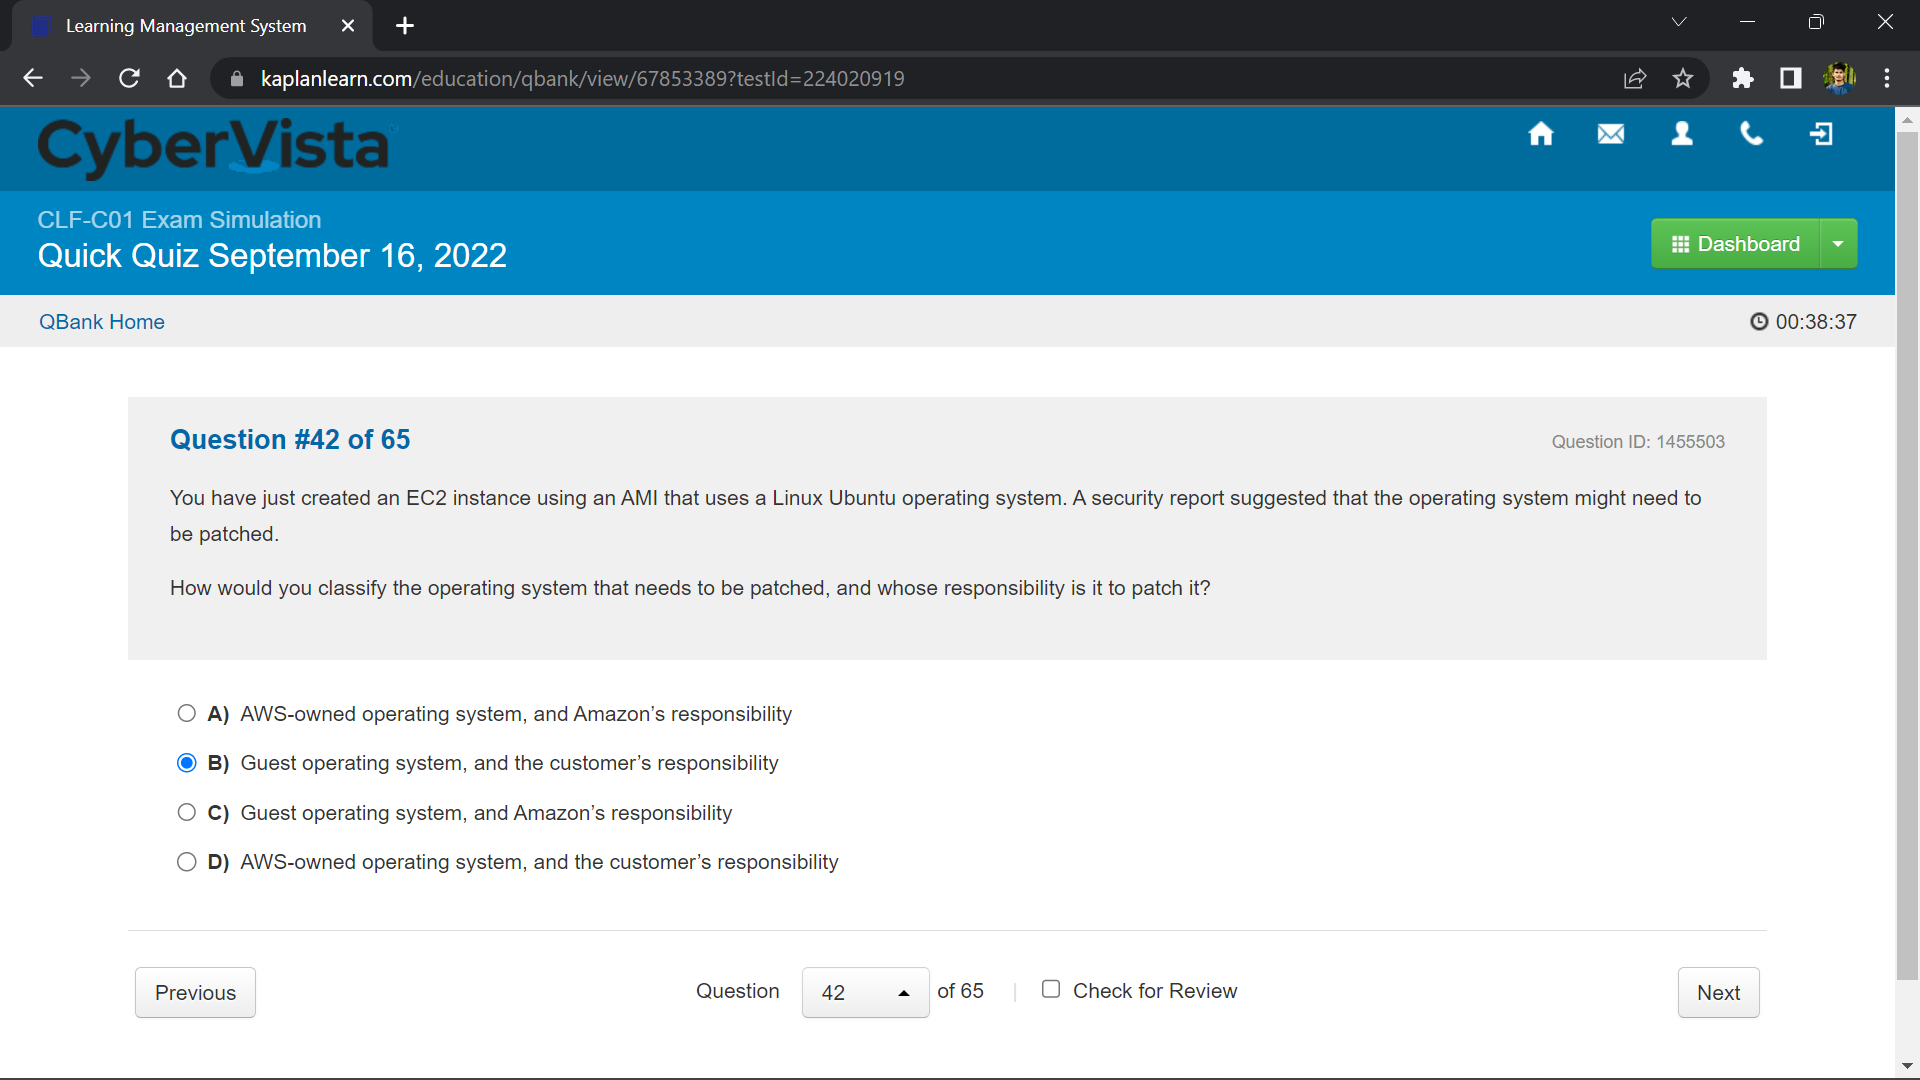 Learning Management System
kaplanlearn.com/education/qbank/view/67853389?testId=224020919
CyberVista
CLF-C01 Exam Simulation
Quick Quiz September 16, 2022
Dashboard
QBank Home
00:38:37
Question #42 of 65
Question ID: 1455503
You have just created an EC2 instance using an AMI that uses a Linux Ubuntu operating system. A security report suggested that the operating system might need to
be patched.
How would you classify the operating system that needs to be patched, and whose responsibility is it to patch it?
A) AWS-owned operating system, and Amazon’s responsibility
B) Guest operating system, and the customer’s responsibility
C) Guest operating system, and Amazon’s responsibility
D) AWS-owned operating system, and the customer’s responsibility
Previous
Question 42 of 65 | Check for Review
Next